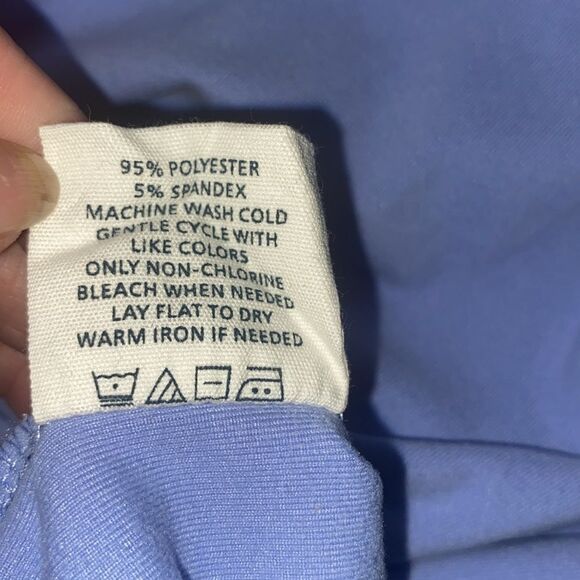 95% POLYESTER
5% SPANDEX
MACHINE WASH COLD
GENTLE CYCLE WITH
LIKE COLORS
ONLY NON-CHLORINE
BLEACH WHEN NEEDED
LAY FLAT TO DRY
WARM IRON IF NEEDED